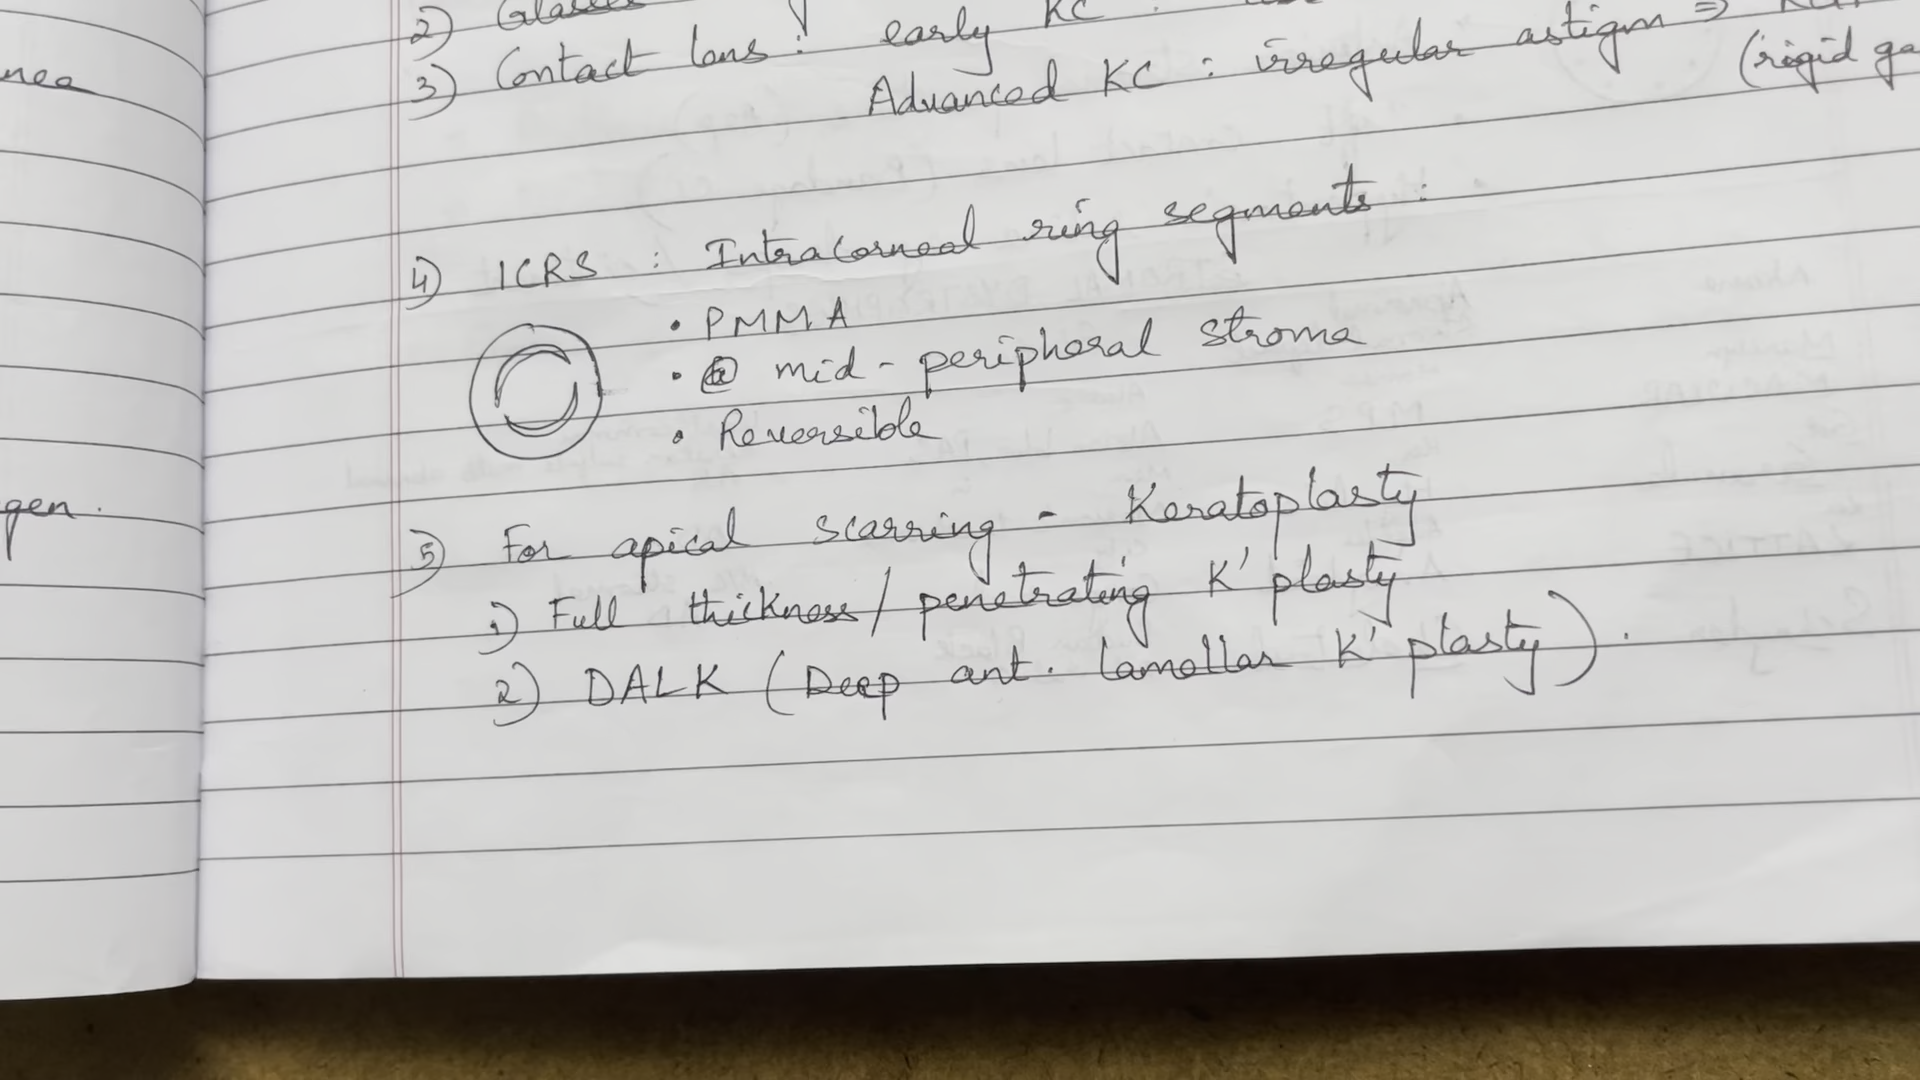 nea
gen.
2) Glasses
3) Contact lens : early KC
Advanced KC : irregular astigm ⇒
(rigid ga
4) ICRS : Intracorneal ring segments :
• PMMA
• @ mid - peripheral stroma
• Reversible
5) For apical scarring - Keratoplasty
1) Full thickness / penetrating K' plasty
2) DALK (Deep ant. lamellar K' plasty).